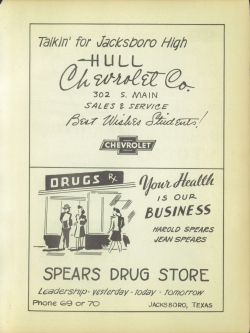 Talkin' for Jacksboro High
HULL
Chevrolet Co.
302 S. MAIN
SALES & SERVICE
Best Wishes Students!
CHEVROLET
DRUGS Rx
Your Health
IS OUR
BUSINESS
HAROLD SPEARS
JEAN SPEARS
SPEARS DRUG STORE
Leadership - yesterday - today - tomorrow
Phone 69 or 70 JACKSBORO, TEXAS